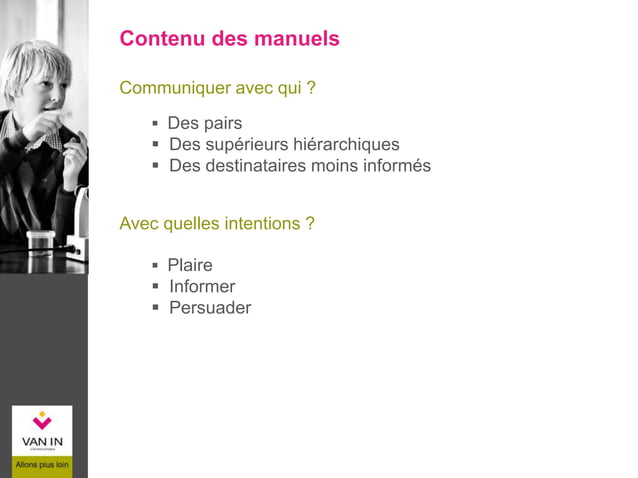 Contenu des manuels
Communiquer avec qui ?
▪ Des pairs
▪ Des supérieurs hiérarchiques
▪ Des destinataires moins informés
Avec quelles intentions ?
▪ Plaire
▪ Informer
▪ Persuader
VAN IN
Allons plus loin